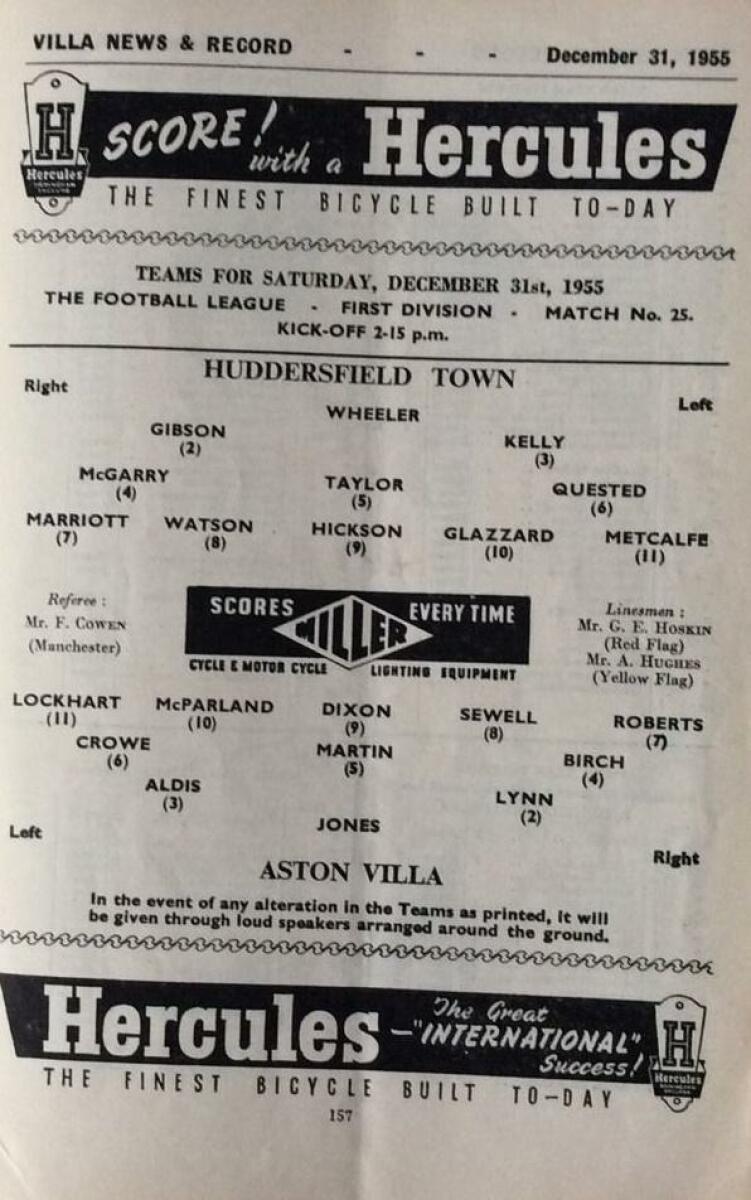 VILLA NEWS & RECORD - - - December 31, 1955
H
Hercules
SCORE! with a Hercules
THE FINEST BICYCLE BUILT TO-DAY
TEAMS FOR SATURDAY, DECEMBER 31st, 1955
THE FOOTBALL LEAGUE - FIRST DIVISION - MATCH No. 25.
KICK-OFF 2-15 p.m.
HUDDERSFIELD TOWN
Right Left
WHEELER
GIBSON KELLY
(2) (3)
McGARRY TAYLOR QUESTED
(4) (5) (6)
MARRIOTT WATSON HICKSON GLAZZARD METCALFE
(7) (8) (9) (10) (11)
Referee :
Mr. F. COWEN
(Manchester)
SCORES MILLER EVERY TIME
CYCLE & MOTOR CYCLE LIGHTING EQUIPMENT
Linesmen :
Mr. G. E. HOSKIN
(Red Flag)
Mr. A. HUGHES
(Yellow Flag)
LOCKHART McPARLAND DIXON SEWELL ROBERTS
(11) (10) (9) (8) (7)
CROWE MARTIN BIRCH
(6) (5) (4)
ALDIS LYNN
(3) (2)
JONES
Left Right
ASTON VILLA
In the event of any alteration in the Teams as printed, it will
be given through loud speakers arranged around the ground.
Hercules The Great
—"INTERNATIONAL"
Success!
H
Hercules
THE FINEST BICYCLE BUILT TO-DAY
157